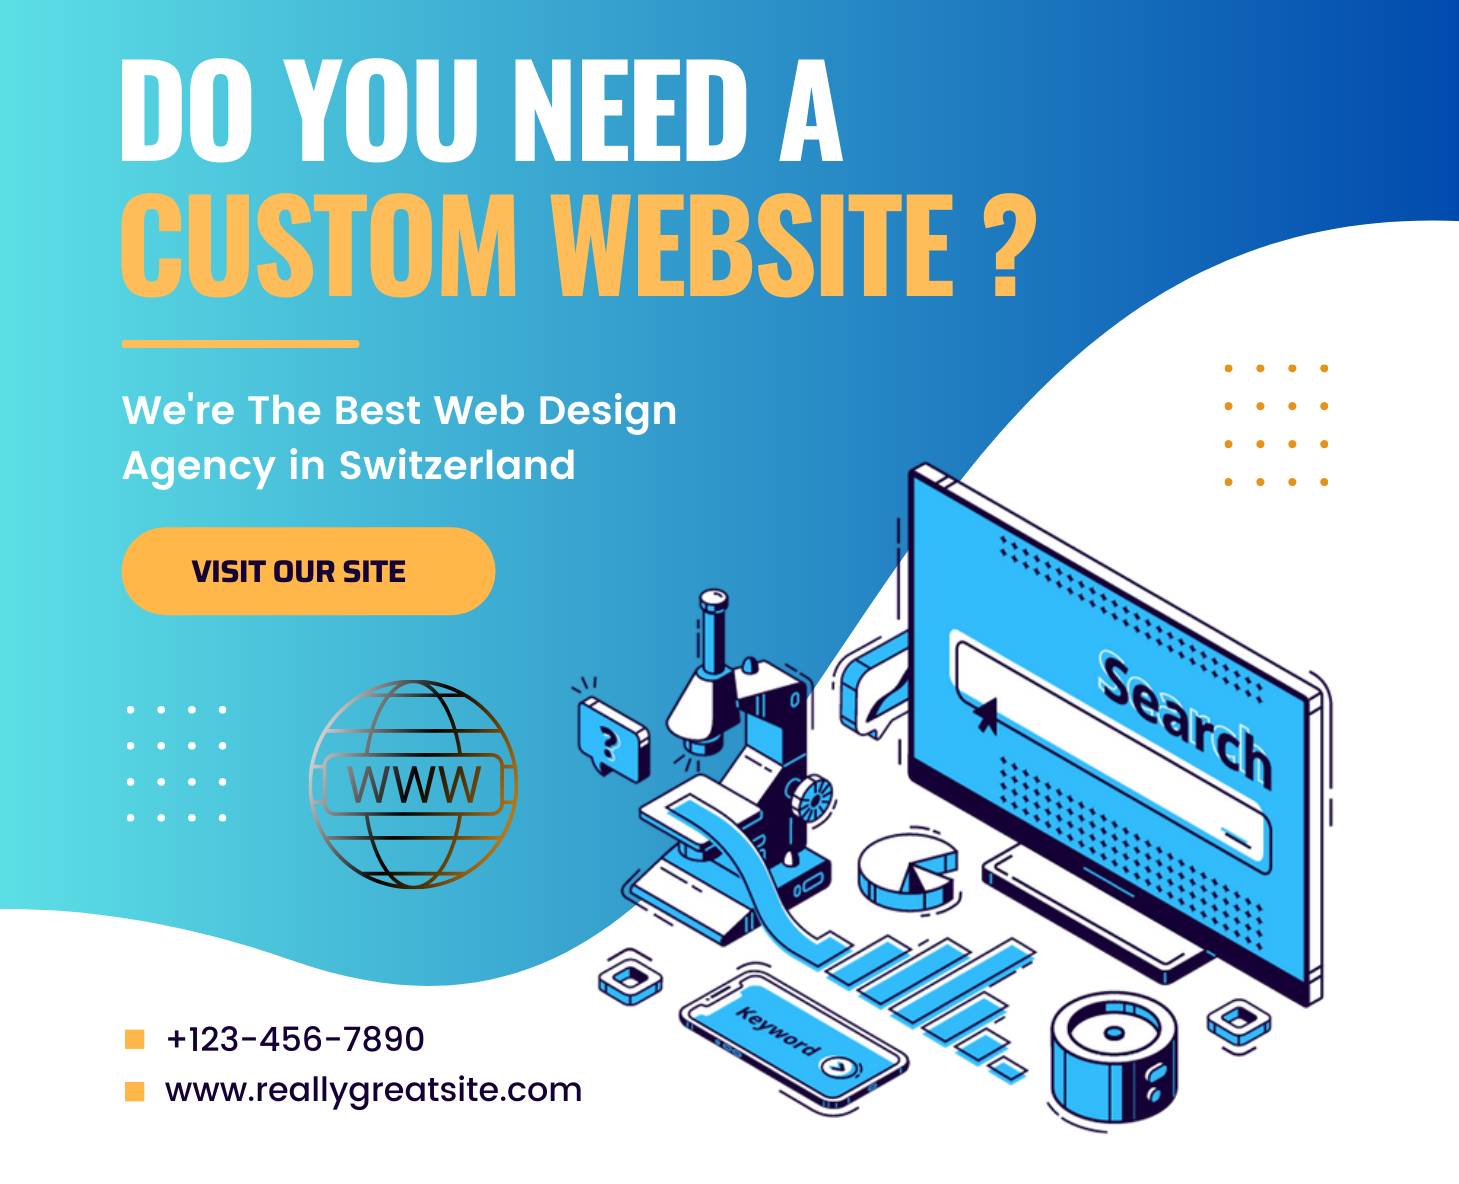 DO YOU NEED A
CUSTOM WEBSITE ?
We're The Best Web Design
Agency in Switzerland
VISIT OUR SITE
WWW
?
Search
Keyword
+123-456-7890
www.reallygreatsite.com